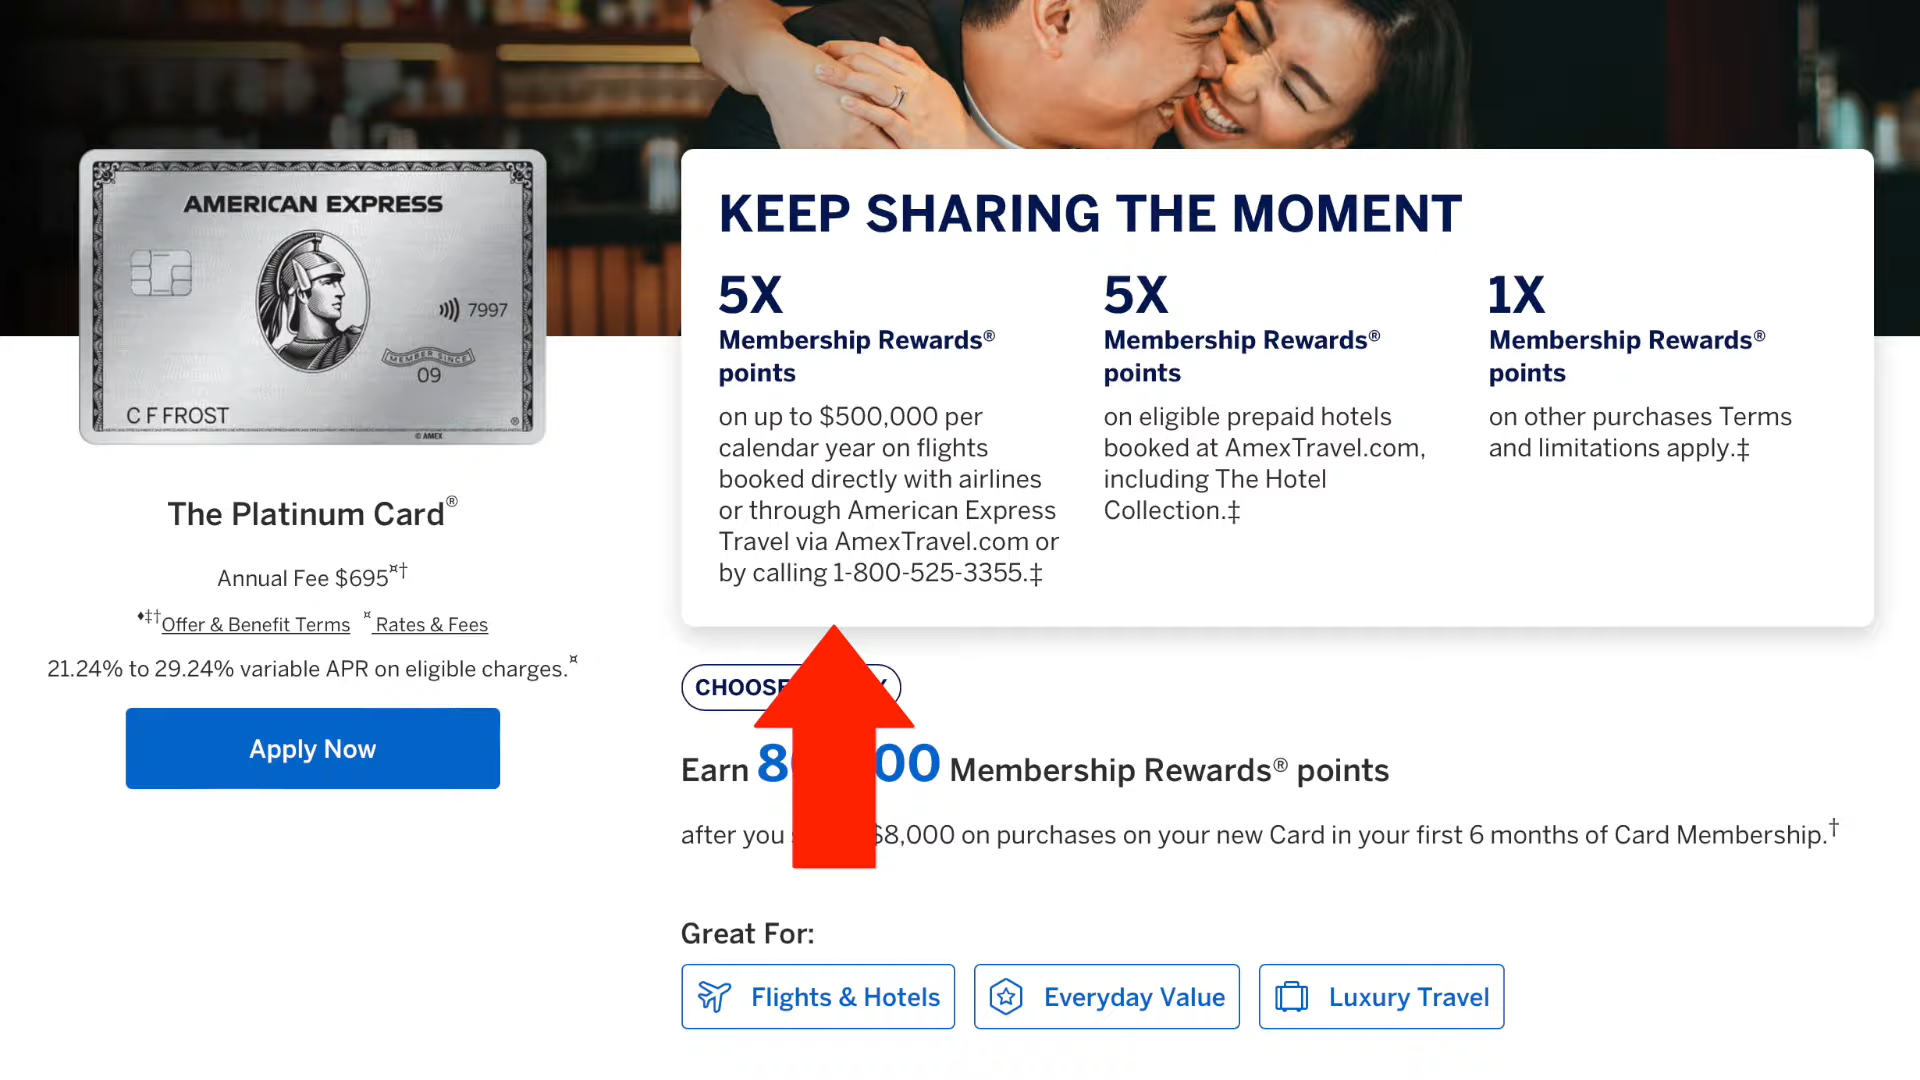 AMERICAN EXPRESS
7997
MEMBER SINCE
09
C F FROST
® 
© AMEX
The Platinum Card®
Annual Fee $695¤†
♦‡†Offer & Benefit Terms ¤ Rates & Fees
21.24% to 29.24% variable APR on eligible charges.¤
Apply Now
KEEP SHARING THE MOMENT
5X
Membership Rewards®
points
on up to $500,000 per
calendar year on flights
booked directly with airlines
or through American Express
Travel via AmexTravel.com or
by calling 1-800-525-3355.‡
5X
Membership Rewards®
points
on eligible prepaid hotels
booked at AmexTravel.com,
including The Hotel
Collection.‡
1X
Membership Rewards®
points
on other purchases Terms
and limitations apply.‡
Earn Membership Rewards® points
after you $8,000 on purchases on your new Card in your first 6 months of Card Membership.†
Great For:
Flights & Hotels
Everyday Value
Luxury Travel